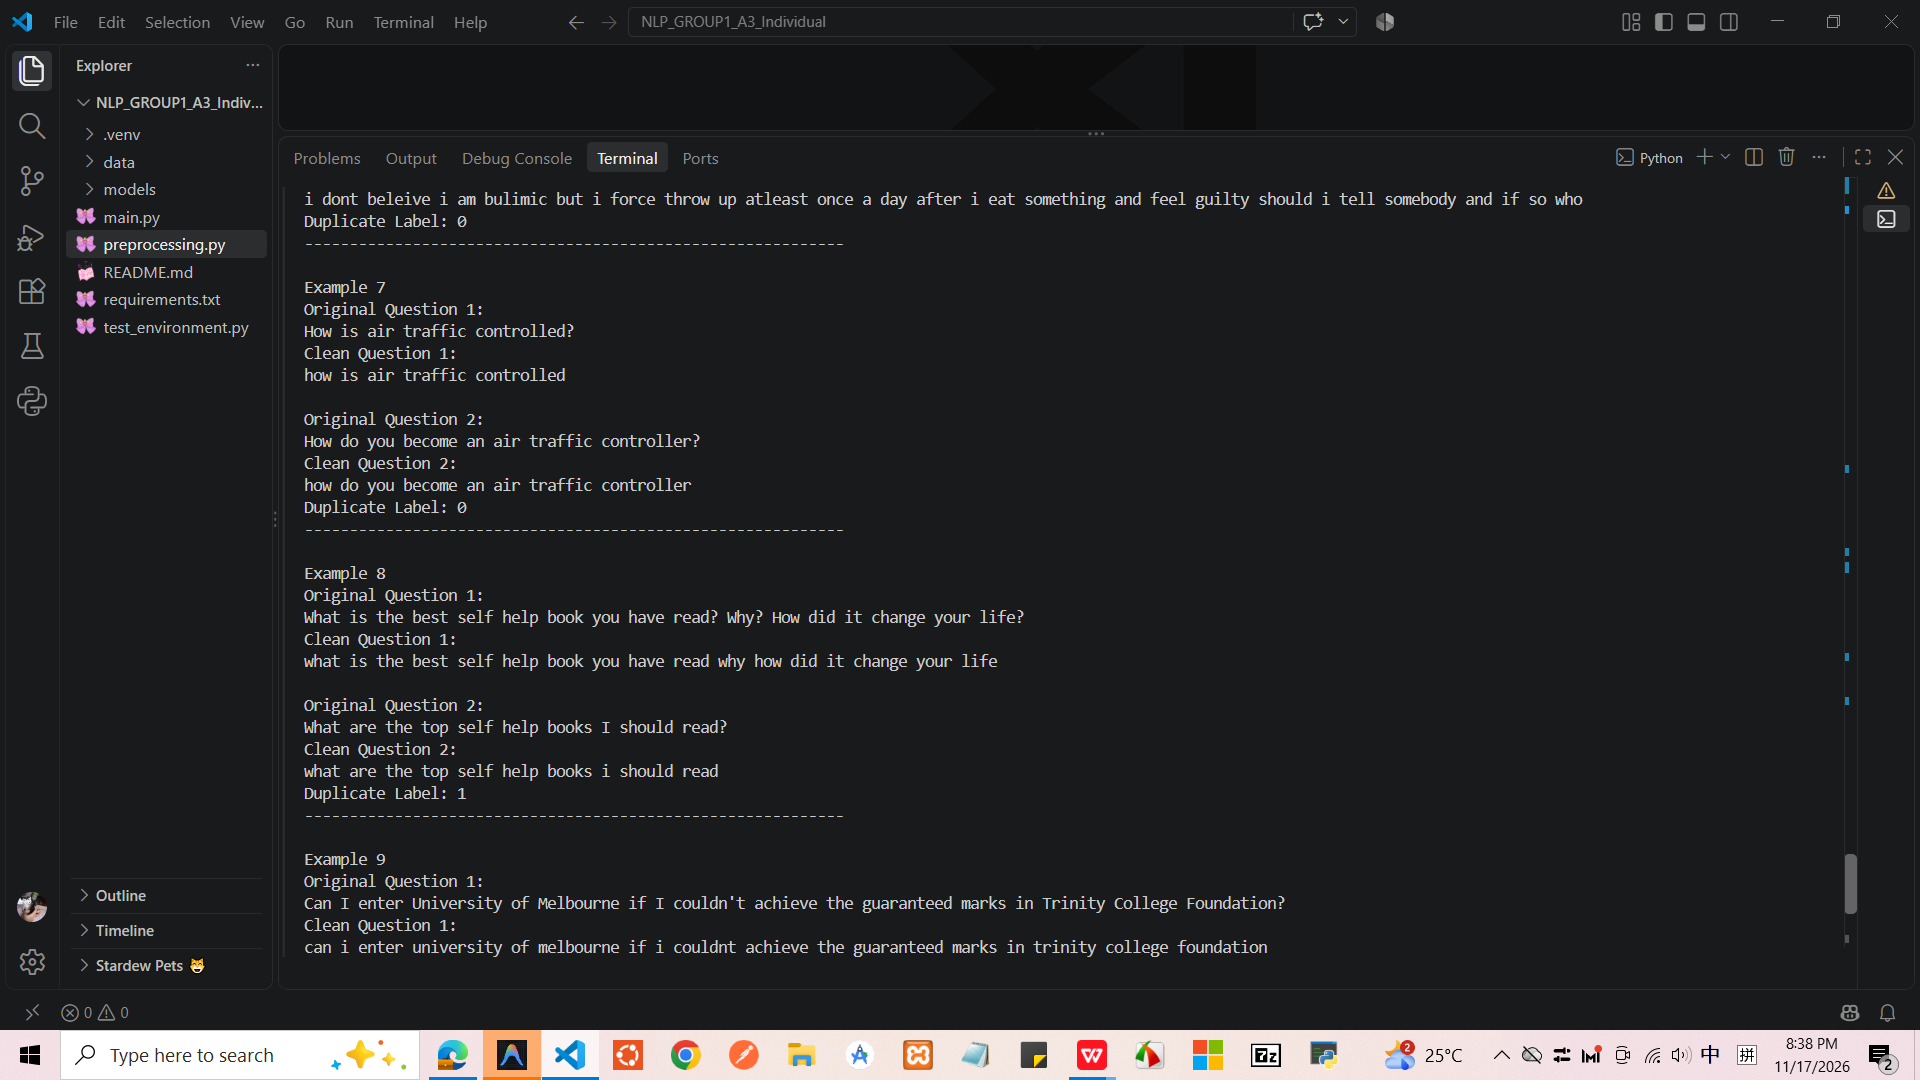 File Edit Selection View Go Run Terminal Help
NLP_GROUP1_A3_Individual
Explorer
NLP_GROUP1_A3_Indiv...
.venv
data
models
main.py
preprocessing.py
README.md
requirements.txt
test_environment.py
Outline
Timeline
Stardew Pets
Problems Output Debug Console Terminal Ports
Python
i dont beleive i am bulimic but i force throw up atleast once a day after i eat something and feel guilty should i tell somebody and if so who
Duplicate Label: 0
------------------------------------------------------------
Example 7
Original Question 1:
How is air traffic controlled?
Clean Question 1:
how is air traffic controlled
Original Question 2:
How do you become an air traffic controller?
Clean Question 2:
how do you become an air traffic controller
Duplicate Label: 0
------------------------------------------------------------
Example 8
Original Question 1:
What is the best self help book you have read? Why? How did it change your life?
Clean Question 1:
what is the best self help book you have read why how did it change your life
Original Question 2:
What are the top self help books I should read?
Clean Question 2:
what are the top self help books i should read
Duplicate Label: 1
------------------------------------------------------------
Example 9
Original Question 1:
Can I enter University of Melbourne if I couldn't achieve the guaranteed marks in Trinity College Foundation?
Clean Question 1:
can i enter university of melbourne if i couldnt achieve the guaranteed marks in trinity college foundation
0 0
Type here to search
7z
2
25°C
中
拼
8:38 PM
11/17/2026
2